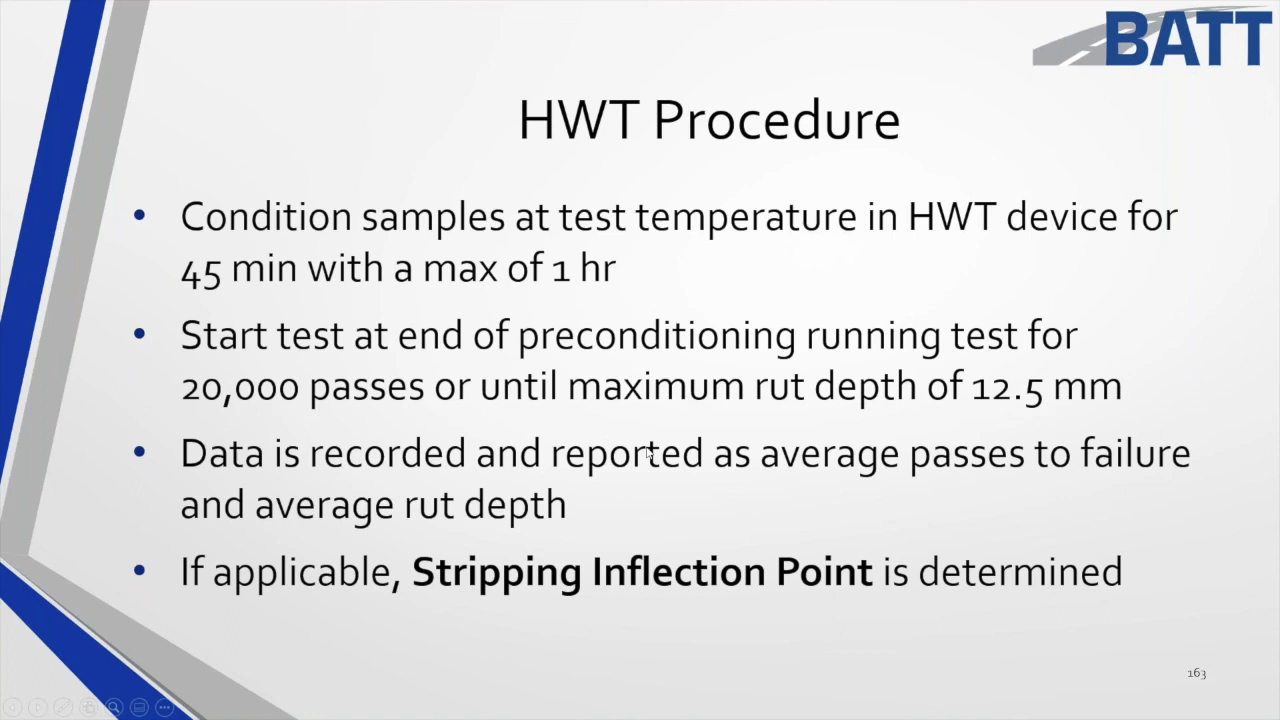 BATT
HWT Procedure
• Condition samples at test temperature in HWT device for
45 min with a max of 1 hr
• Start test at end of preconditioning running test for
20,000 passes or until maximum rut depth of 12.5 mm
• Data is recorded and reported as average passes to failure
and average rut depth
• If applicable, Stripping Inflection Point is determined
163